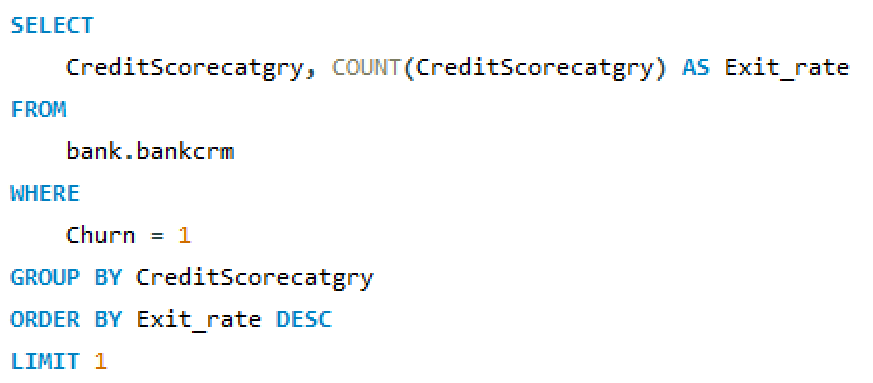 SELECT
CreditScorecatgry, COUNT(CreditScorecatgry) AS Exit_rate
FROM
bank.bankcrm
WHERE
Churn = 1
GROUP BY CreditScorecatgry
ORDER BY Exit_rate DESC
LIMIT 1